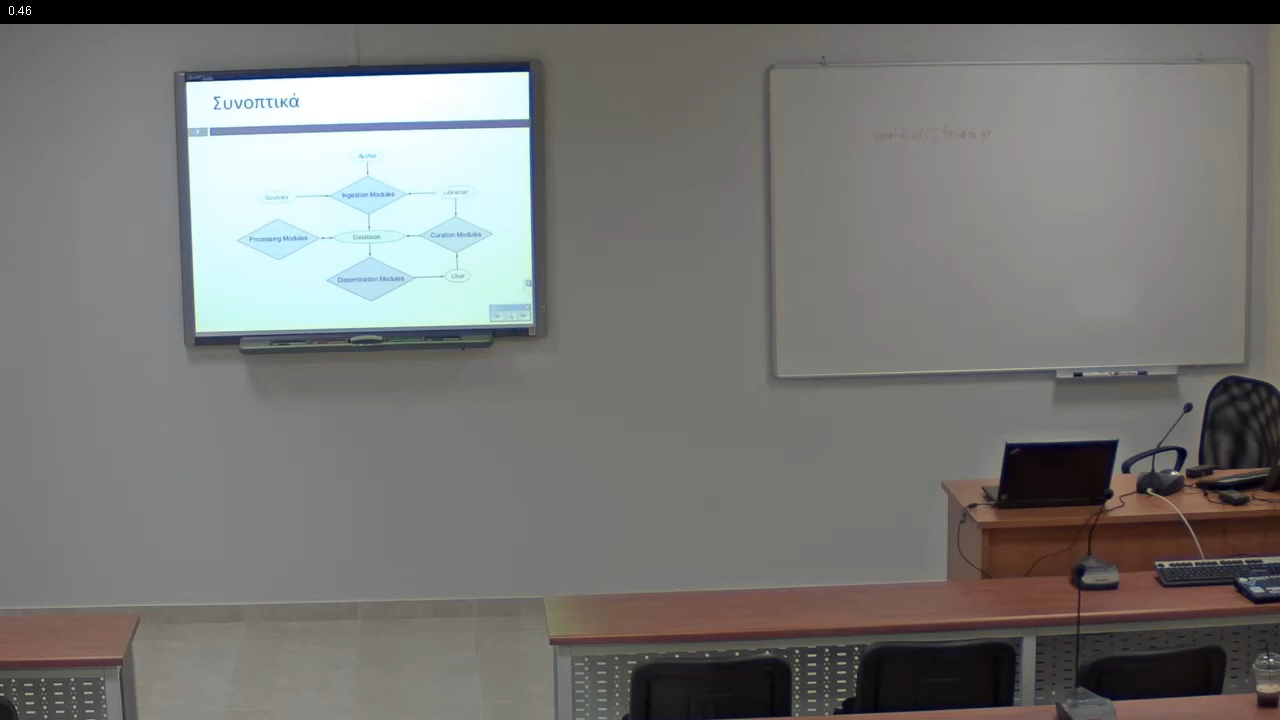 0.46
Συνοπτικά
Author
Sources
Ingestion Modules
Librarian
Processing Modules
Database
Curation Modules
Dissemination Modules
User